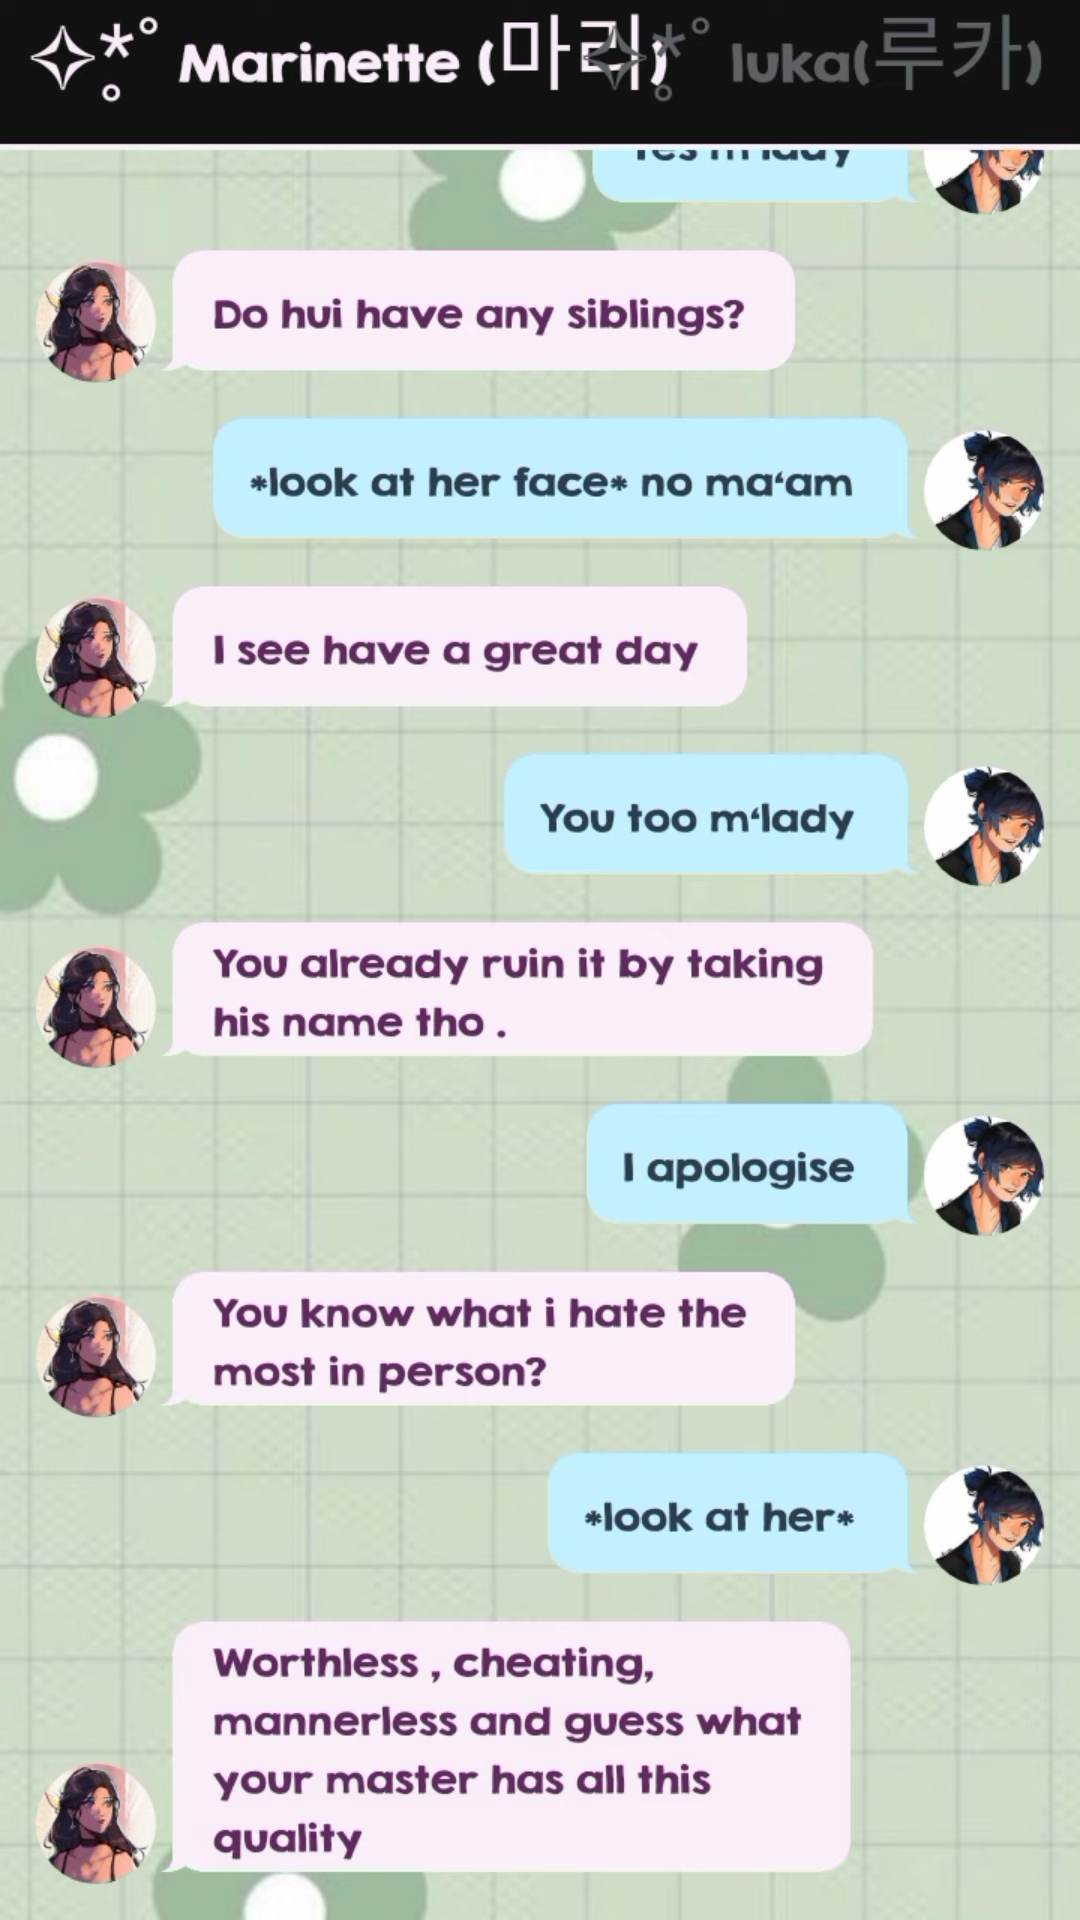 Marinette (마리)
luka(루카)
Yes m'lady
Do hui have any siblings?
*look at her face* no ma‘am
I see have a great day
You too m‘lady
You already ruin it by taking
his name tho .
I apologise
You know what i hate the
most in person?
*look at her*
Worthless , cheating,
mannerless and guess what
your master has all this
quality